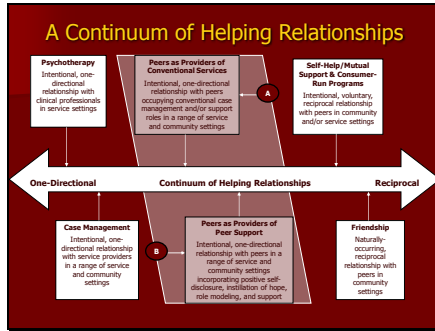 A Continuum of Helping Relationships
Psychotherapy
Intentional, one-
directional
relationship with
clinical professionals
in service settings
Peers as Providers of
Conventional Services
Intentional, one-directional
relationship with peers
occupying conventional case
management and/or support
roles in a range of service
and community settings
A
Self-Help/Mutual
Support & Consumer-
Run Programs
Intentional, voluntary,
reciprocal relationship
with peers in community
and/or service settings
One-Directional
Continuum of Helping Relationships
Reciprocal
Case Management
Intentional, one-
directional relationship
with service providers
in a range of service
and community
settings
B
Peers as Providers of
Peer Support
Intentional, one-directional
relationship with peers in a
range of service and
community settings
incorporating positive self-
disclosure, instillation of hope,
role modeling, and support
Friendship
Naturally-
occurring,
reciprocal
relationship with
peers in
community
settings